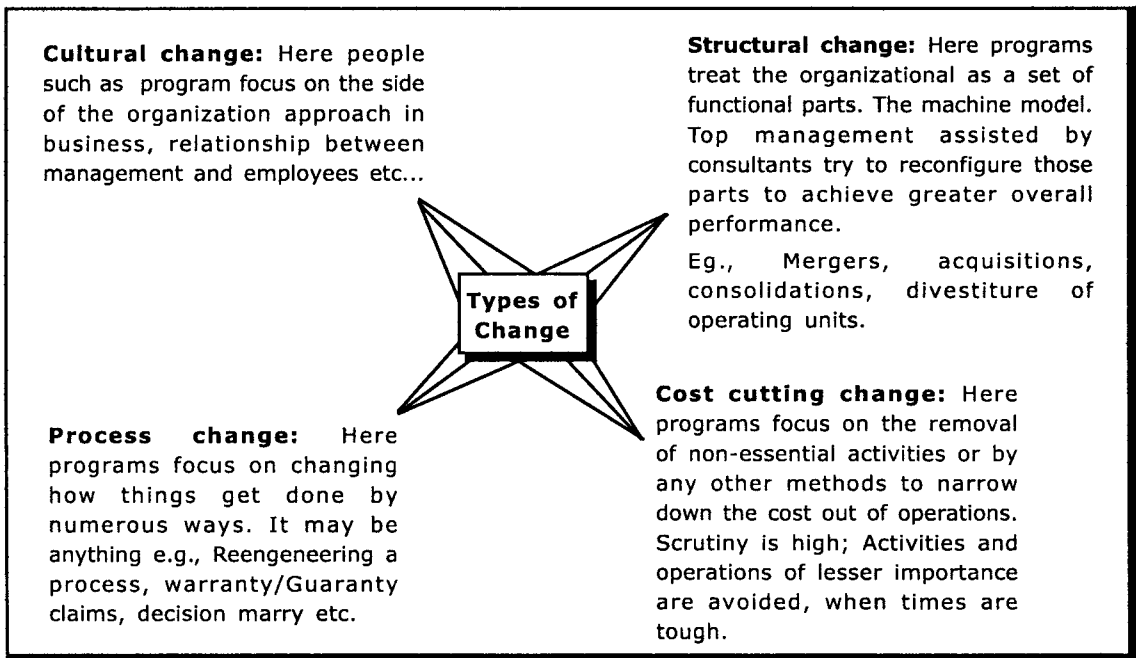 Cultural change: Here people
such as program focus on the side
of the organization approach in
business, relationship between
management and employees etc...
Structural change: Here programs
treat the organizational as a set of
functional parts. The machine model.
Top management assisted by
consultants try to reconfigure those
parts to achieve greater overall
performance.
Eg., Mergers, acquisitions,
consolidations, divestiture of
operating units.
Types of
Change
Process change: Here
programs focus on changing
how things get done by
numerous ways. It may be
anything e.g., Reengeneering a
process, warranty/Guaranty
claims, decision marry etc.
Cost cutting change: Here
programs focus on the removal
of non-essential activities or by
any other methods to narrow
down the cost out of operations.
Scrutiny is high; Activities and
operations of lesser importance
are avoided, when times are
tough.